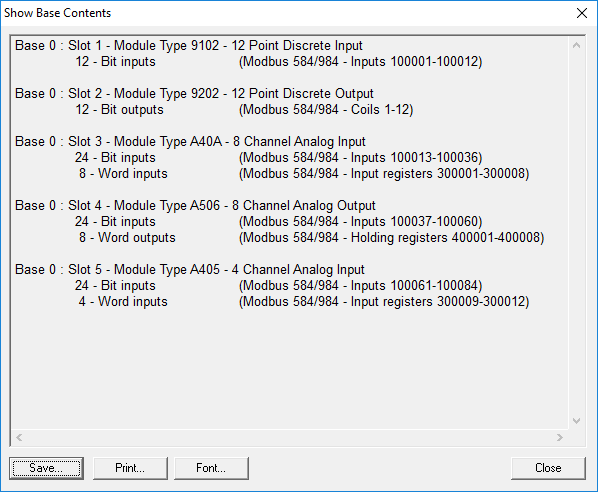 Show Base Contents
Base 0 : Slot 1 - Module Type 9102 - 12 Point Discrete Input
12 - Bit inputs (Modbus 584/984 - Inputs 100001-100012)
Base 0 : Slot 2 - Module Type 9202 - 12 Point Discrete Output
12 - Bit outputs (Modbus 584/984 - Coils 1-12)
Base 0 : Slot 3 - Module Type A40A - 8 Channel Analog Input
24 - Bit inputs (Modbus 584/984 - Inputs 100013-100036)
8 - Word inputs (Modbus 584/984 - Input registers 300001-300008)
Base 0 : Slot 4 - Module Type A506 - 8 Channel Analog Output
24 - Bit inputs (Modbus 584/984 - Inputs 100037-100060)
8 - Word outputs (Modbus 584/984 - Holding registers 400001-400008)
Base 0 : Slot 5 - Module Type A405 - 4 Channel Analog Input
24 - Bit inputs (Modbus 584/984 - Inputs 100061-100084)
4 - Word inputs (Modbus 584/984 - Input registers 300009-300012)
Save... Print... Font... Close